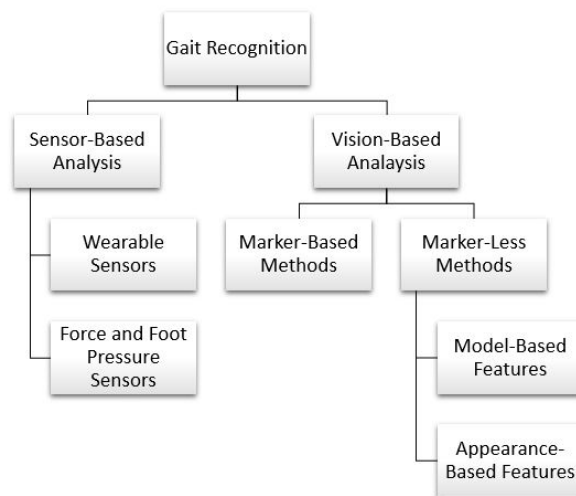 Gait Recognition
Sensor-Based
Analysis
Vision-Based
Analaysis
Wearable
Sensors
Marker-Based
Methods
Marker-Less
Methods
Force and Foot
Pressure
Sensors
Model-Based
Features
Appearance-
Based Features